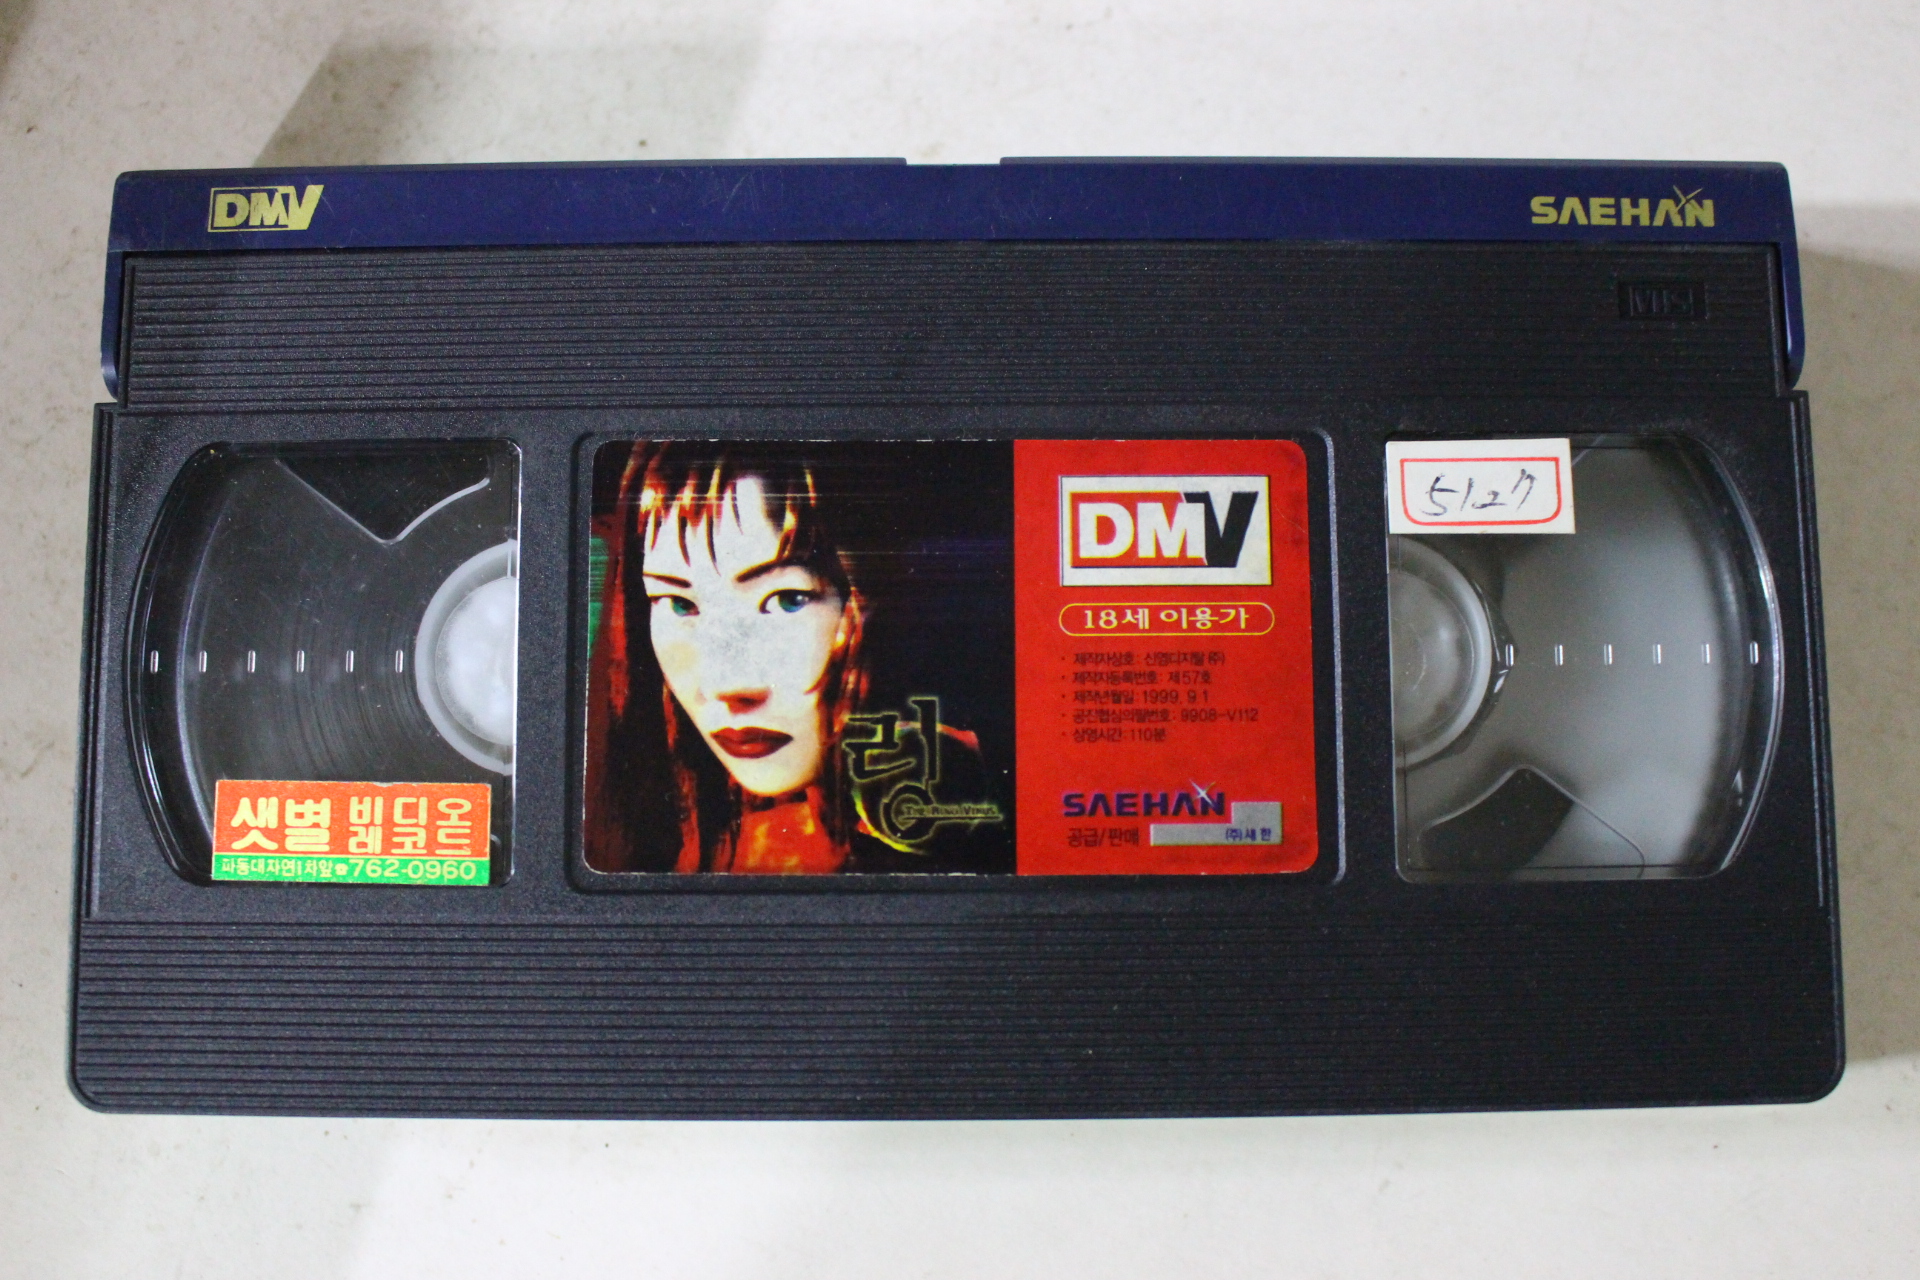 DMV
SAEHAN
VHS
5127
DMV
18세 이용가
· 제작자상호: 신영디지탈 (주)
· 제작자등록번호: 제57호
· 제작년월일: 1999. 9. 1
· 공진협심의필번호: 9908-V112
· 상영시간: 110분
링
THE RING VIRUS
SAEHAN
공급/판매 (주)새한
샛별 비디오
레코드
파동대자연1차앞☎762-0960